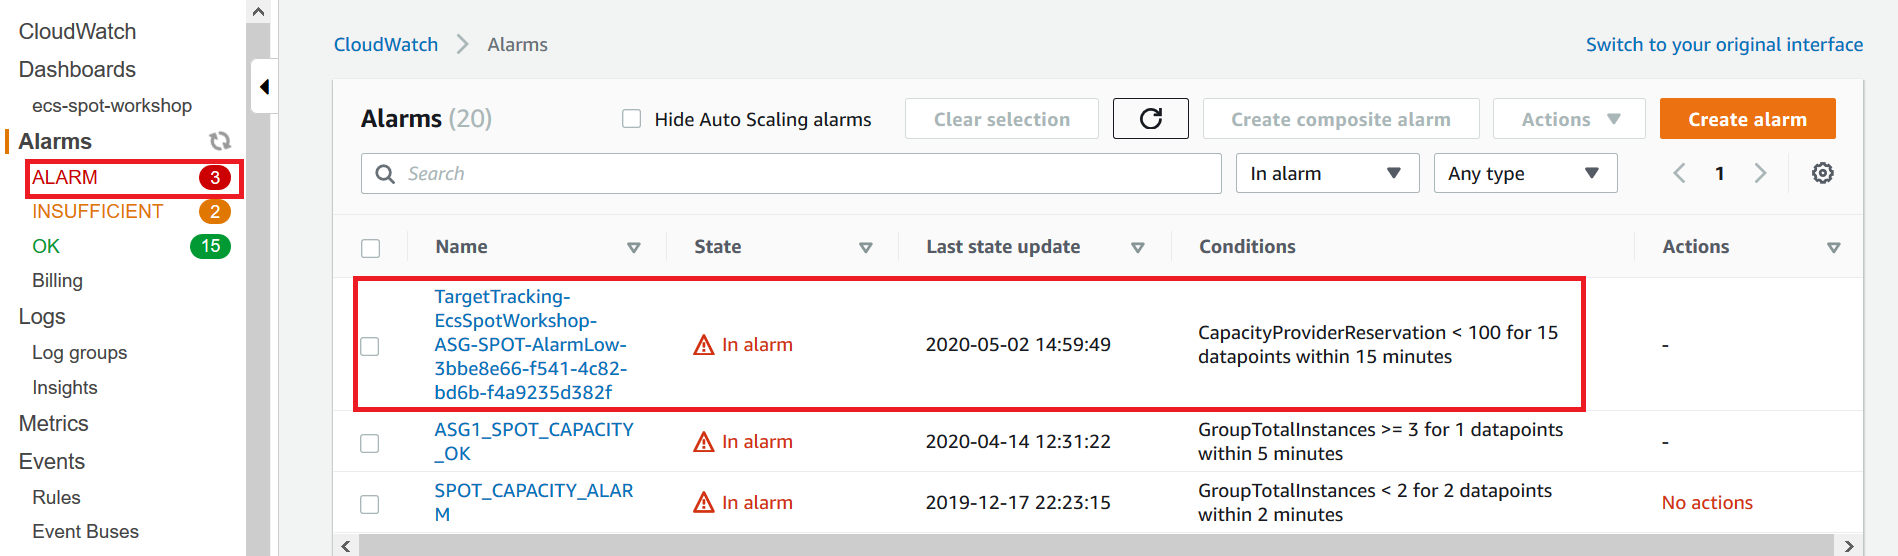 CloudWatch
Dashboards
ecs-spot-workshop
Alarms
ALARM 3
INSUFFICIENT 2
OK 15
Billing
Logs
Log groups
Insights
Metrics
Events
Rules
Event Buses
CloudWatch > Alarms
Switch to your original interface
Alarms (20)
Hide Auto Scaling alarms
Clear selection
Create composite alarm
Actions
Create alarm
Search
In alarm
Any type
1
Name
State
Last state update
Conditions
Actions
TargetTracking-
EcsSpotWorkshop-
ASG-SPOT-AlarmLow-
3bbe8e66-f541-4c82-
bd6b-f4a9235d382f
In alarm
2020-05-02 14:59:49
CapacityProviderReservation < 100 for 15
datapoints within 15 minutes
-
ASG1_SPOT_CAPACITY
_OK
In alarm
2020-04-14 12:31:22
GroupTotalInstances >= 3 for 1 datapoints
within 5 minutes
-
SPOT_CAPACITY_ALAR
M
In alarm
2019-12-17 22:23:15
GroupTotalInstances < 2 for 2 datapoints
within 2 minutes
No actions